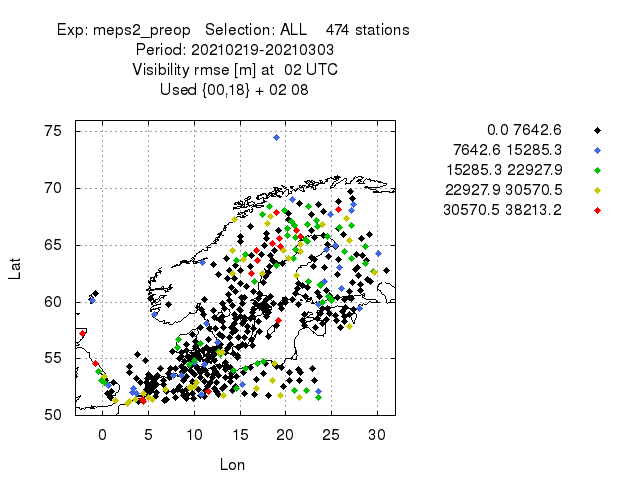 Exp: meps2_preop   Selection: ALL    474 stations
Period: 20210219-20210303
Visibility rmse [m] at  02 UTC
Used {00,18} + 02 08
0.0 7642.6
7642.6 15285.3
15285.3 22927.9
22927.9 30570.5
30570.5 38213.2
75
70
65
60
55
50
Lat
0 5 10 15 20 25 30
Lon